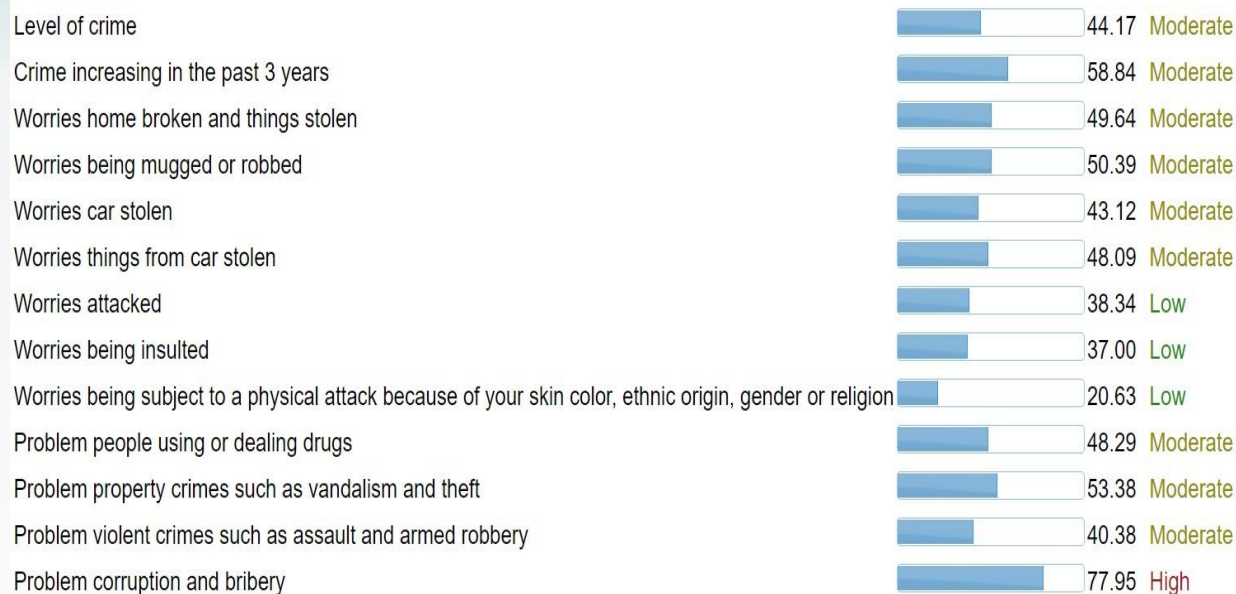 Level of crime 44.17 Moderate
Crime increasing in the past 3 years 58.84 Moderate
Worries home broken and things stolen 49.64 Moderate
Worries being mugged or robbed 50.39 Moderate
Worries car stolen 43.12 Moderate
Worries things from car stolen 48.09 Moderate
Worries attacked 38.34 Low
Worries being insulted 37.00 Low
Worries being subject to a physical attack because of your skin color, ethnic origin, gender or religion 20.63 Low
Problem people using or dealing drugs 48.29 Moderate
Problem property crimes such as vandalism and theft 53.38 Moderate
Problem violent crimes such as assault and armed robbery 40.38 Moderate
Problem corruption and bribery 77.95 High